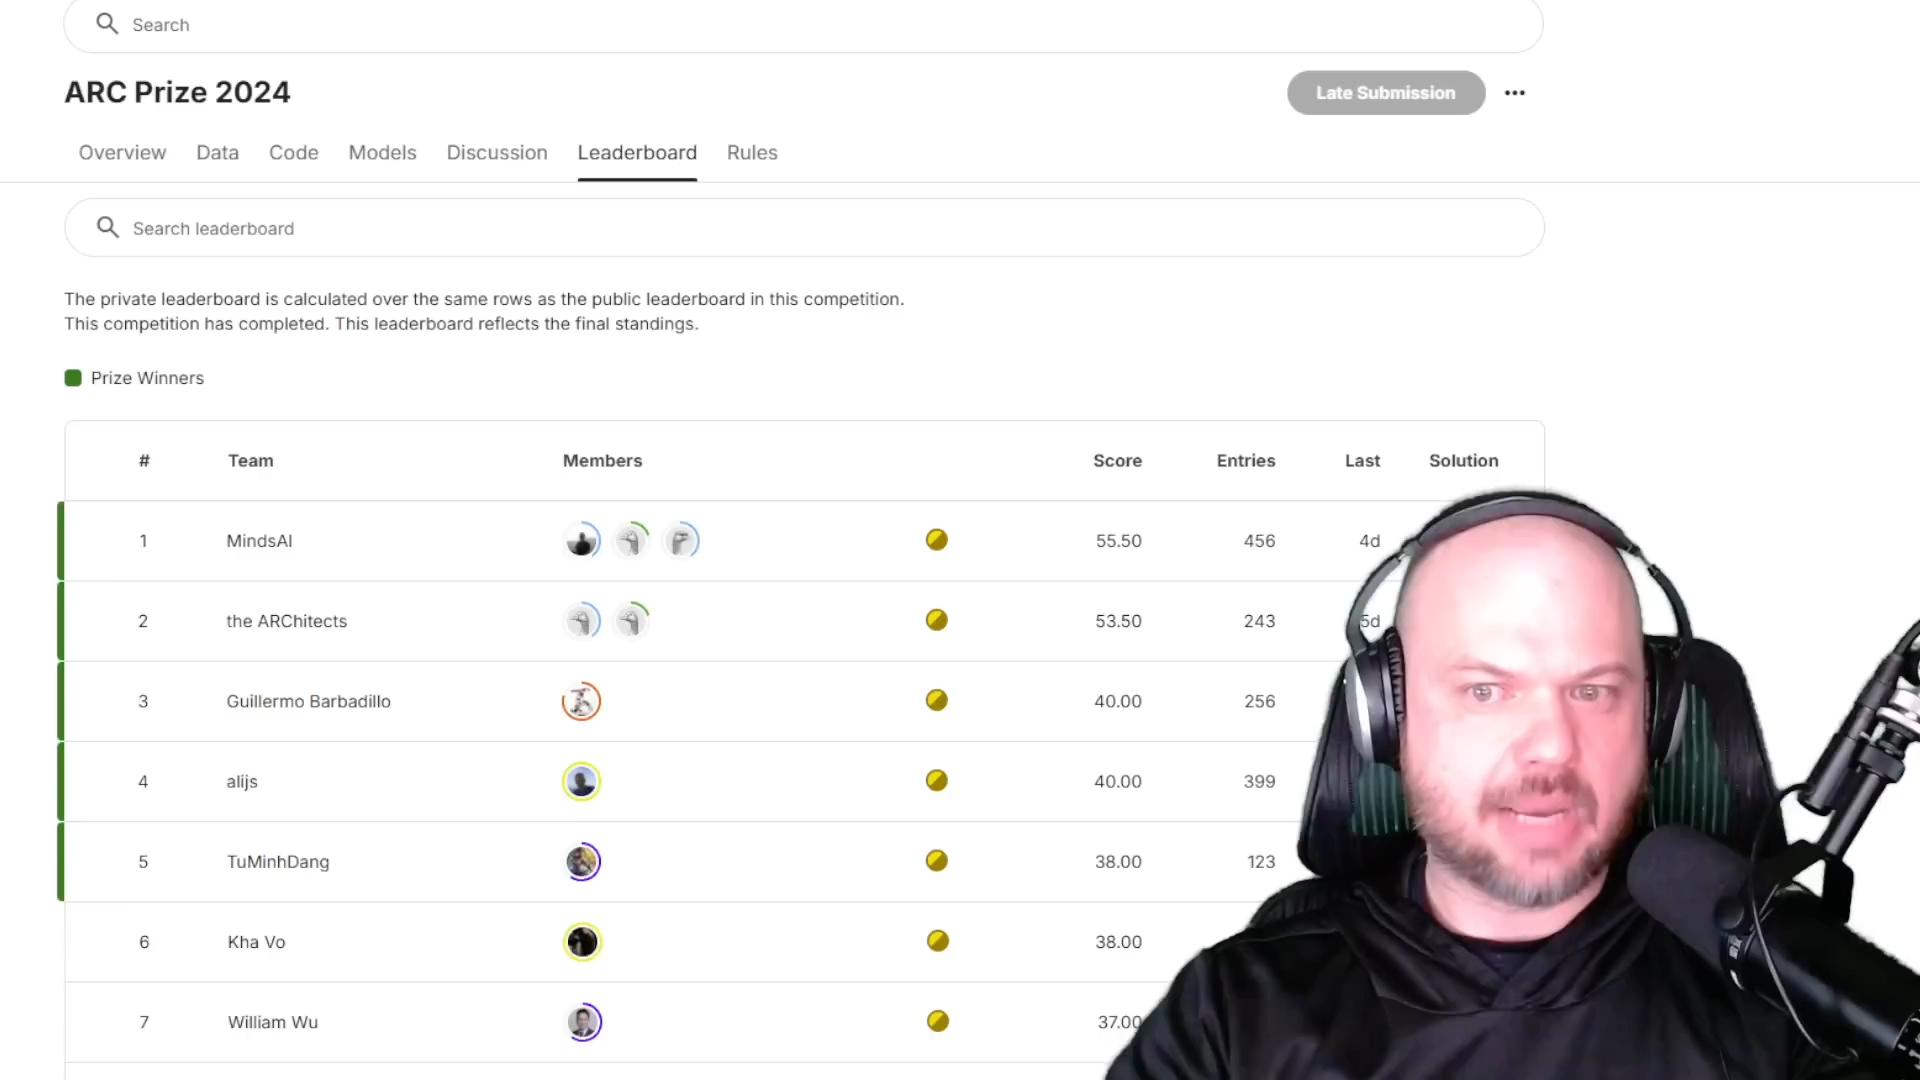 Search
ARC Prize 2024
Late Submission
Overview Data Code Models Discussion Leaderboard Rules
Search leaderboard
The private leaderboard is calculated over the same rows as the public leaderboard in this competition.
This competition has completed. This leaderboard reflects the final standings.
Prize Winners
# Team Members Score Entries Last Solution
1 MindsAI 55.50 456 4d
2 the ARChitects 53.50 243 5d
3 Guillermo Barbadillo 40.00 256
4 alijs 40.00 399
5 TuMinhDang 38.00 123
6 Kha Vo 38.00
7 William Wu 37.00